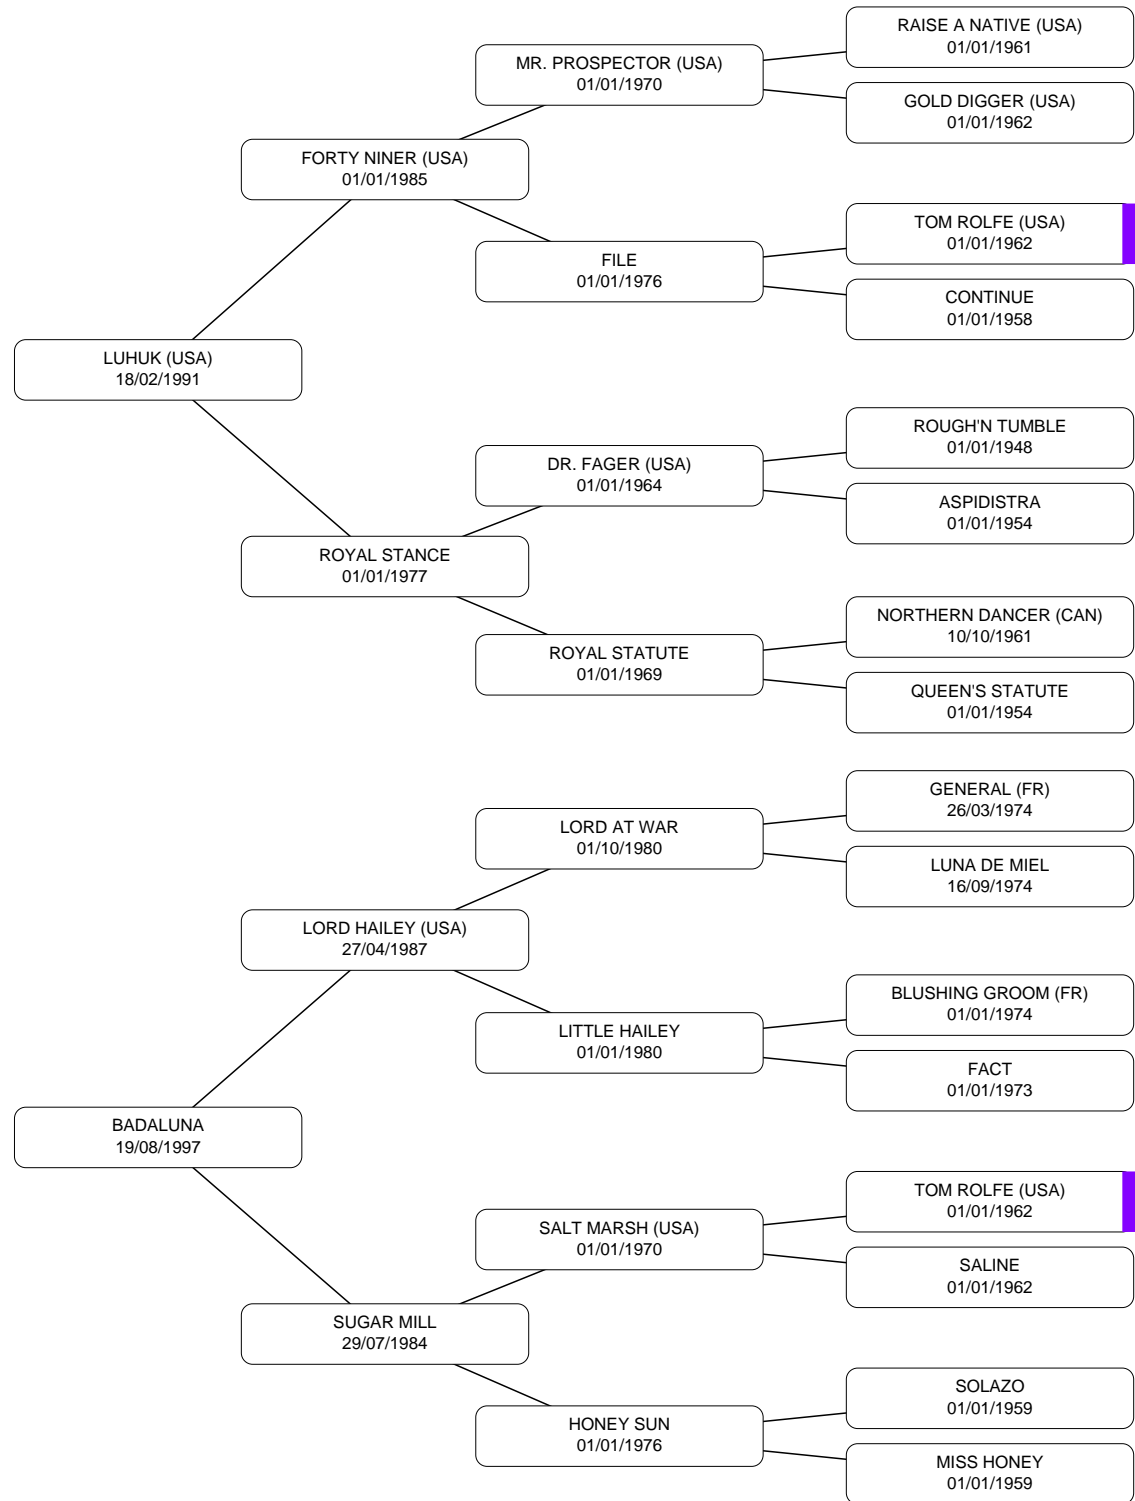 RAISE A NATIVE (USA)
01/01/1961
MR. PROSPECTOR (USA)
01/01/1970
GOLD DIGGER (USA)
01/01/1962
FORTY NINER (USA)
01/01/1985
TOM ROLFE (USA)
01/01/1962
FILE
01/01/1976
CONTINUE
01/01/1958
LUHUK (USA)
18/02/1991
ROUGH'N TUMBLE
01/01/1948
DR. FAGER (USA)
01/01/1964
ASPIDISTRA
01/01/1954
ROYAL STANCE
01/01/1977
NORTHERN DANCER (CAN)
10/10/1961
ROYAL STATUTE
01/01/1969
QUEEN'S STATUTE
01/01/1954
GENERAL (FR)
26/03/1974
LORD AT WAR
01/10/1980
LUNA DE MIEL
16/09/1974
LORD HAILEY (USA)
27/04/1987
BLUSHING GROOM (FR)
01/01/1974
LITTLE HAILEY
01/01/1980
FACT
01/01/1973
BADALUNA
19/08/1997
TOM ROLFE (USA)
01/01/1962
SALT MARSH (USA)
01/01/1970
SALINE
01/01/1962
SUGAR MILL
29/07/1984
SOLAZO
01/01/1959
HONEY SUN
01/01/1976
MISS HONEY
01/01/1959